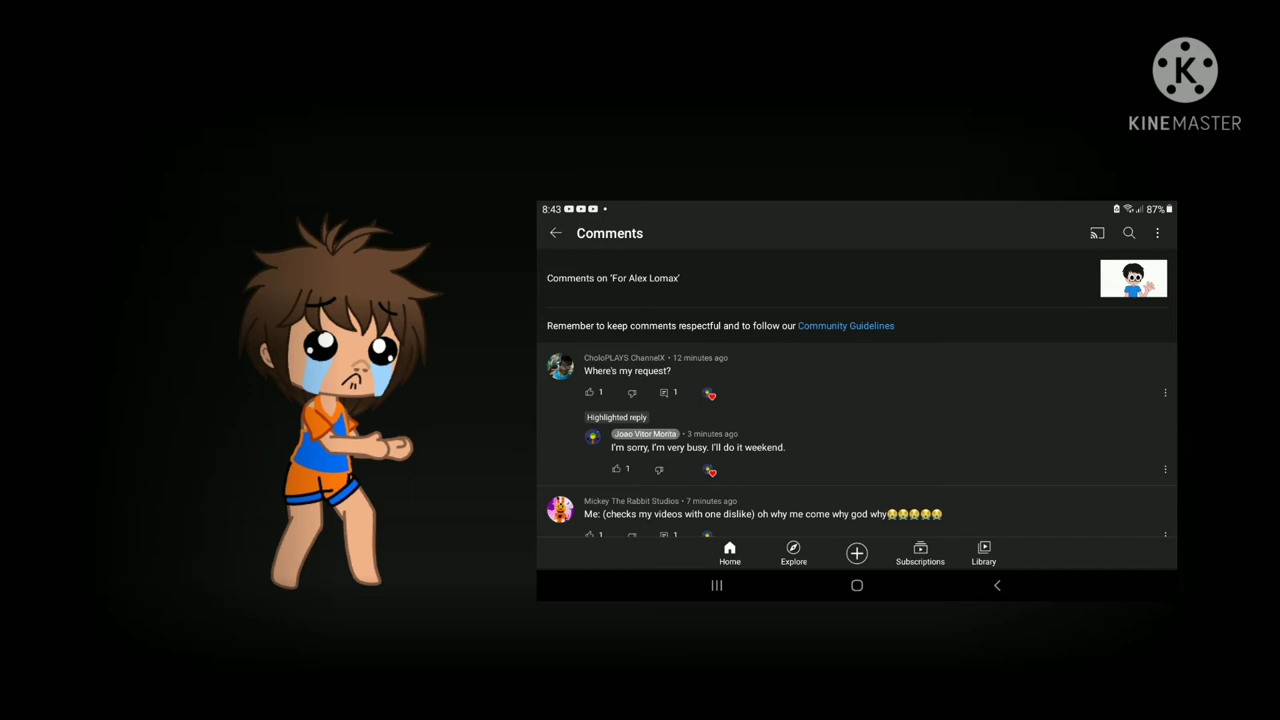 K
KINEMASTER
8:43
87%
Comments
Comments on 'For Alex Lomax'
Remember to keep comments respectful and to follow our Community Guidelines
CholoPLAYS ChannelX • 12 minutes ago
Where's my request?
1
1
Highlighted reply
Joao Vitor Morita • 3 minutes ago
I'm sorry, I'm very busy. I'll do it weekend.
1
Mickey The Rabbit Studios • 7 minutes ago
Me: (checks my videos with one dislike) oh why me come why god why😭😭😭😭😭
1
1
Home
Explore
Subscriptions
Library